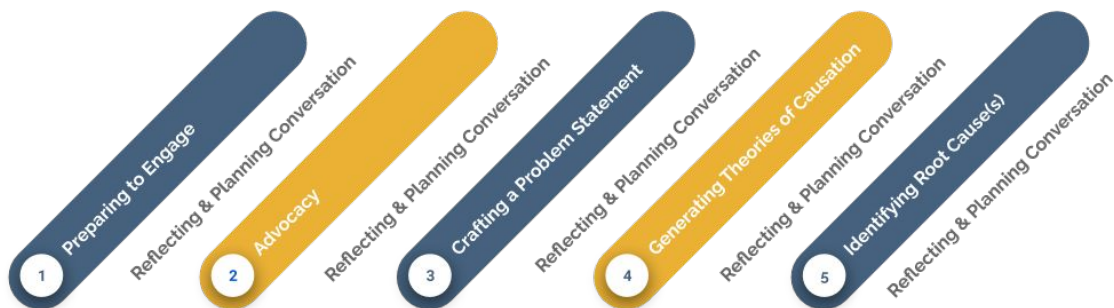 1
Preparing to Engage
Reflecting & Planning Conversation
2
Advocacy
Reflecting & Planning Conversation
3
Crafting a Problem Statement
Reflecting & Planning Conversation
4
Generating Theories of Causation
Reflecting & Planning Conversation
5
Identifying Root Cause(s)
Reflecting & Planning Conversation